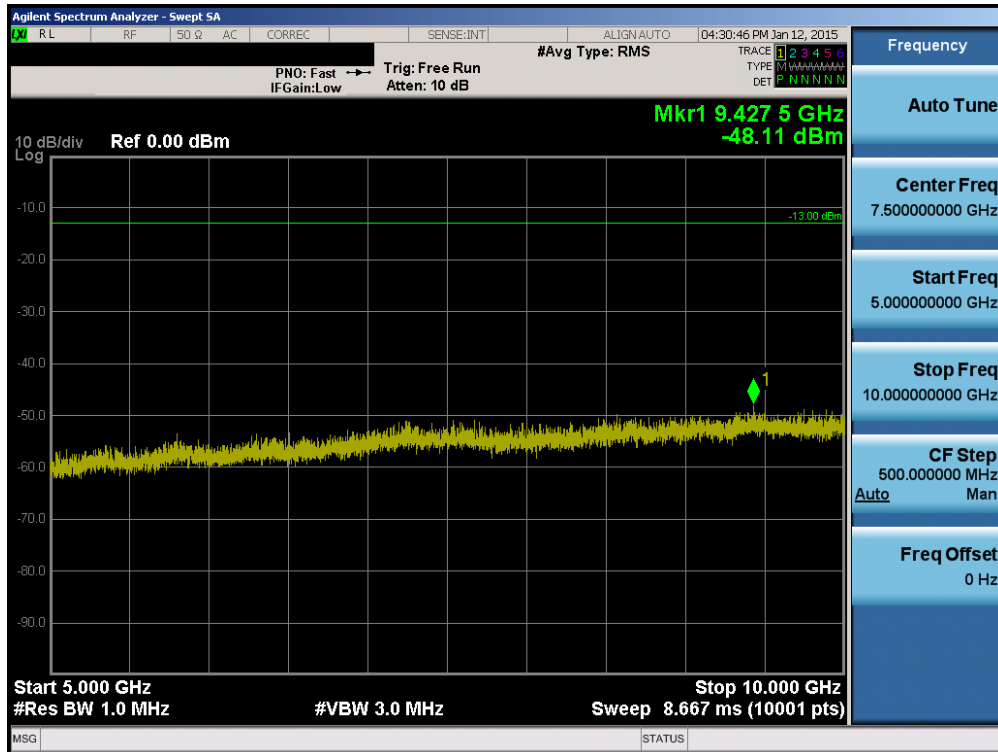 Agilent Spectrum Analyzer - Swept SA
LXI RL RF 50 Ω AC CORREC SENSE:INT ALIGNAUTO 04:30:46 PM Jan 12, 2015
#Avg Type: RMS TRACE 1 2 3 4 5 6
PNO: Fast Trig: Free Run TYPE M
IFGain:Low Atten: 10 dB DET P N N N N N
Mkr1 9.427 5 GHz
-48.11 dBm
10 dB/div Ref 0.00 dBm
Log
-10.0
-13.00 dBm
-20.0
-30.0
-40.0
1
-50.0
-60.0
-70.0
-80.0
-90.0
Start 5.000 GHz Stop 10.000 GHz
#Res BW 1.0 MHz #VBW 3.0 MHz Sweep 8.667 ms (10001 pts)
MSG STATUS
Frequency
Auto Tune
Center Freq
7.500000000 GHz
Start Freq
5.000000000 GHz
Stop Freq
10.000000000 GHz
CF Step
500.000000 MHz
Auto Man
Freq Offset
0 Hz